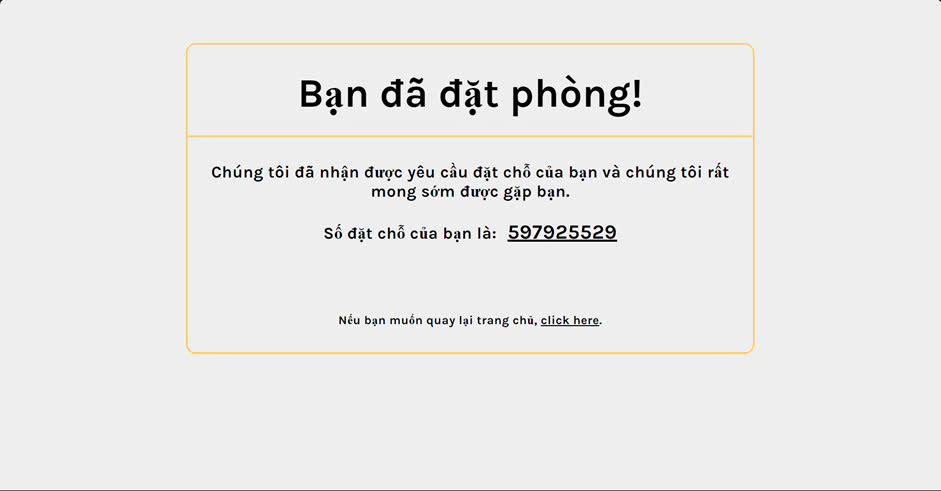 Bạn đã đặt phòng!
Chúng tôi đã nhận được yêu cầu đặt chỗ của bạn và chúng tôi rất
mong sớm được gặp bạn.
Số đặt chỗ của bạn là: 597925529
Nếu bạn muốn quay lại trang chủ, click here.